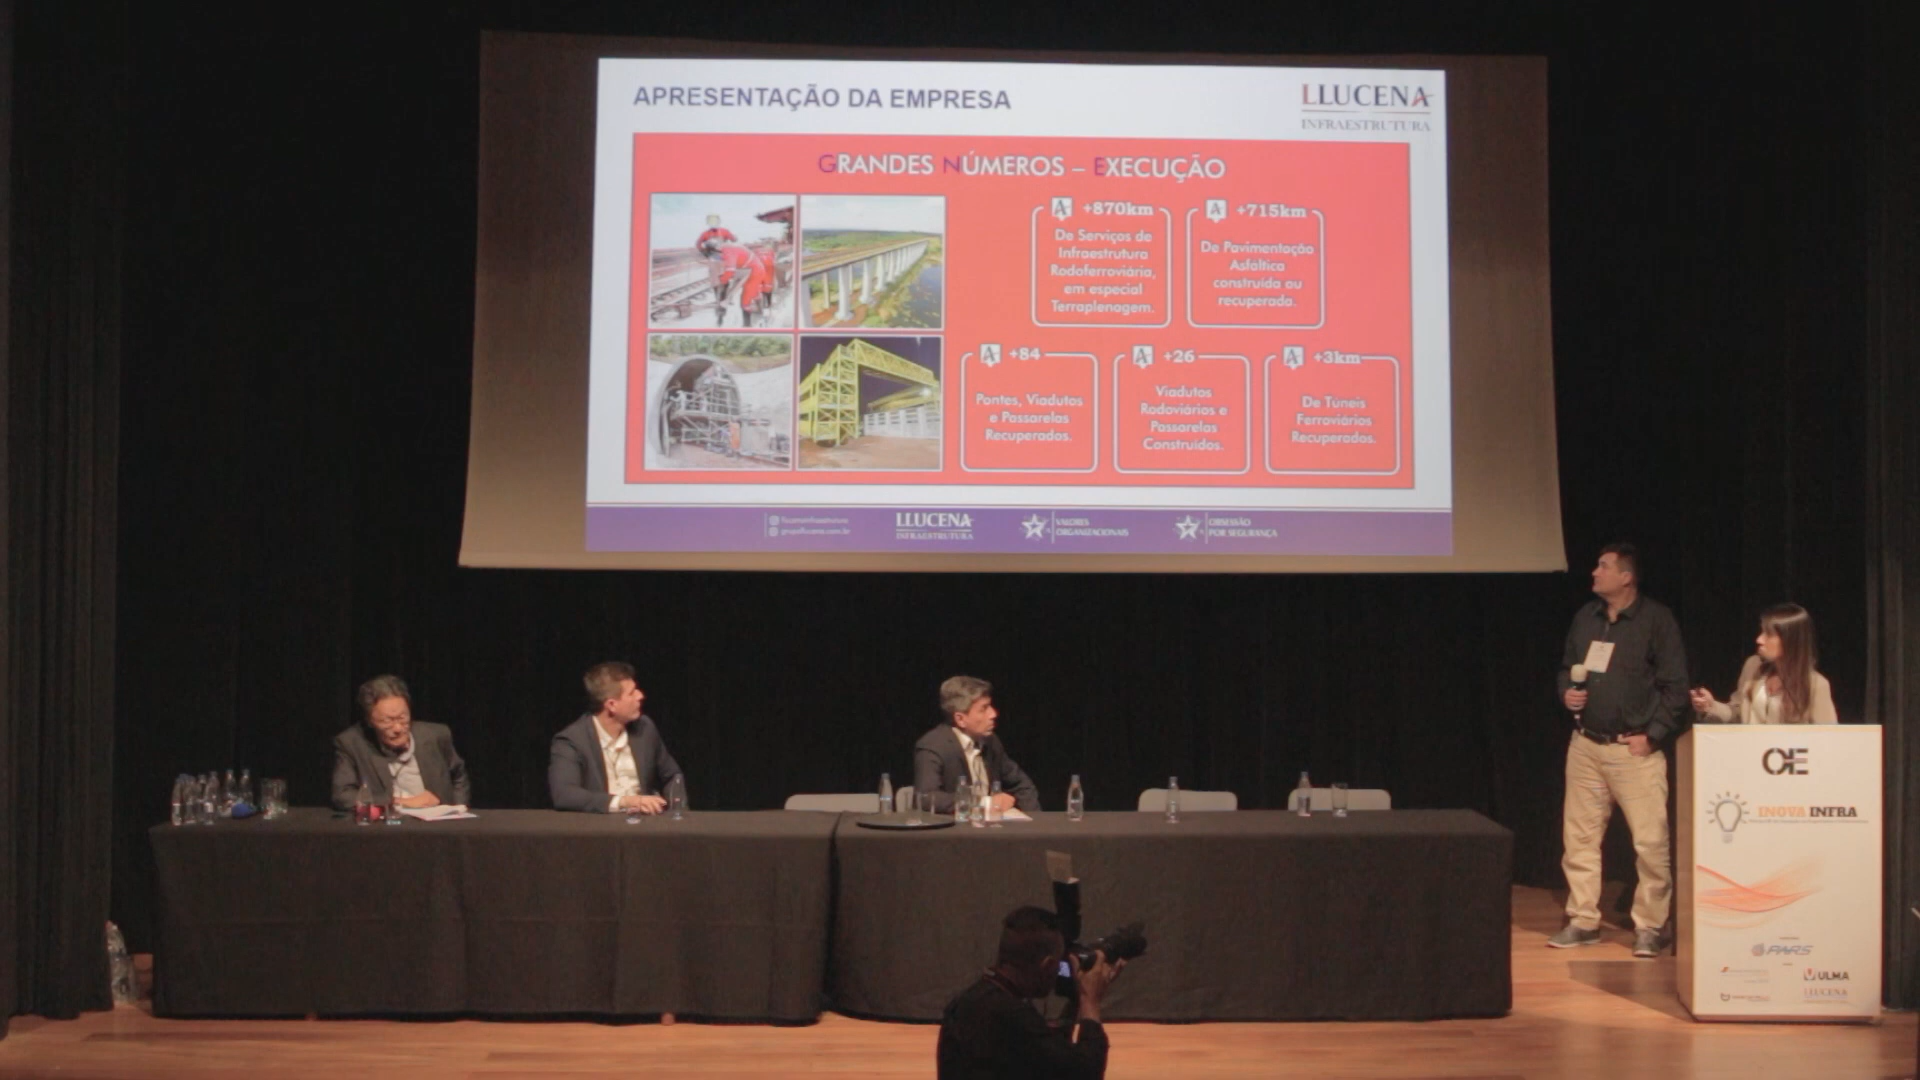 APRESENTAÇÃO DA EMPRESA
LLUCENA
INFRAESTRUTURA
GRANDES NÚMEROS – EXECUÇÃO
+870km
De Serviços de
Infraestrutura
Rodoferroviária,
em especial
Terraplenagem.
+715km
De Pavimentação
Asfáltica
construída ou
recuperada.
+84
Pontes, Viadutos
e Passarelas
Recuperados.
+26
Viadutos
Rodoviários e
Passarelas
Construídos.
+3km
De Túneis
Ferroviários
Recuperados.
LLUCENA
INFRAESTRUTURA
VALORES
ORGANIZACIONAIS
OBSESSÃO
POR SEGURANÇA
OE
INOVA INFRA
PARS
ULMA
LLUCENA